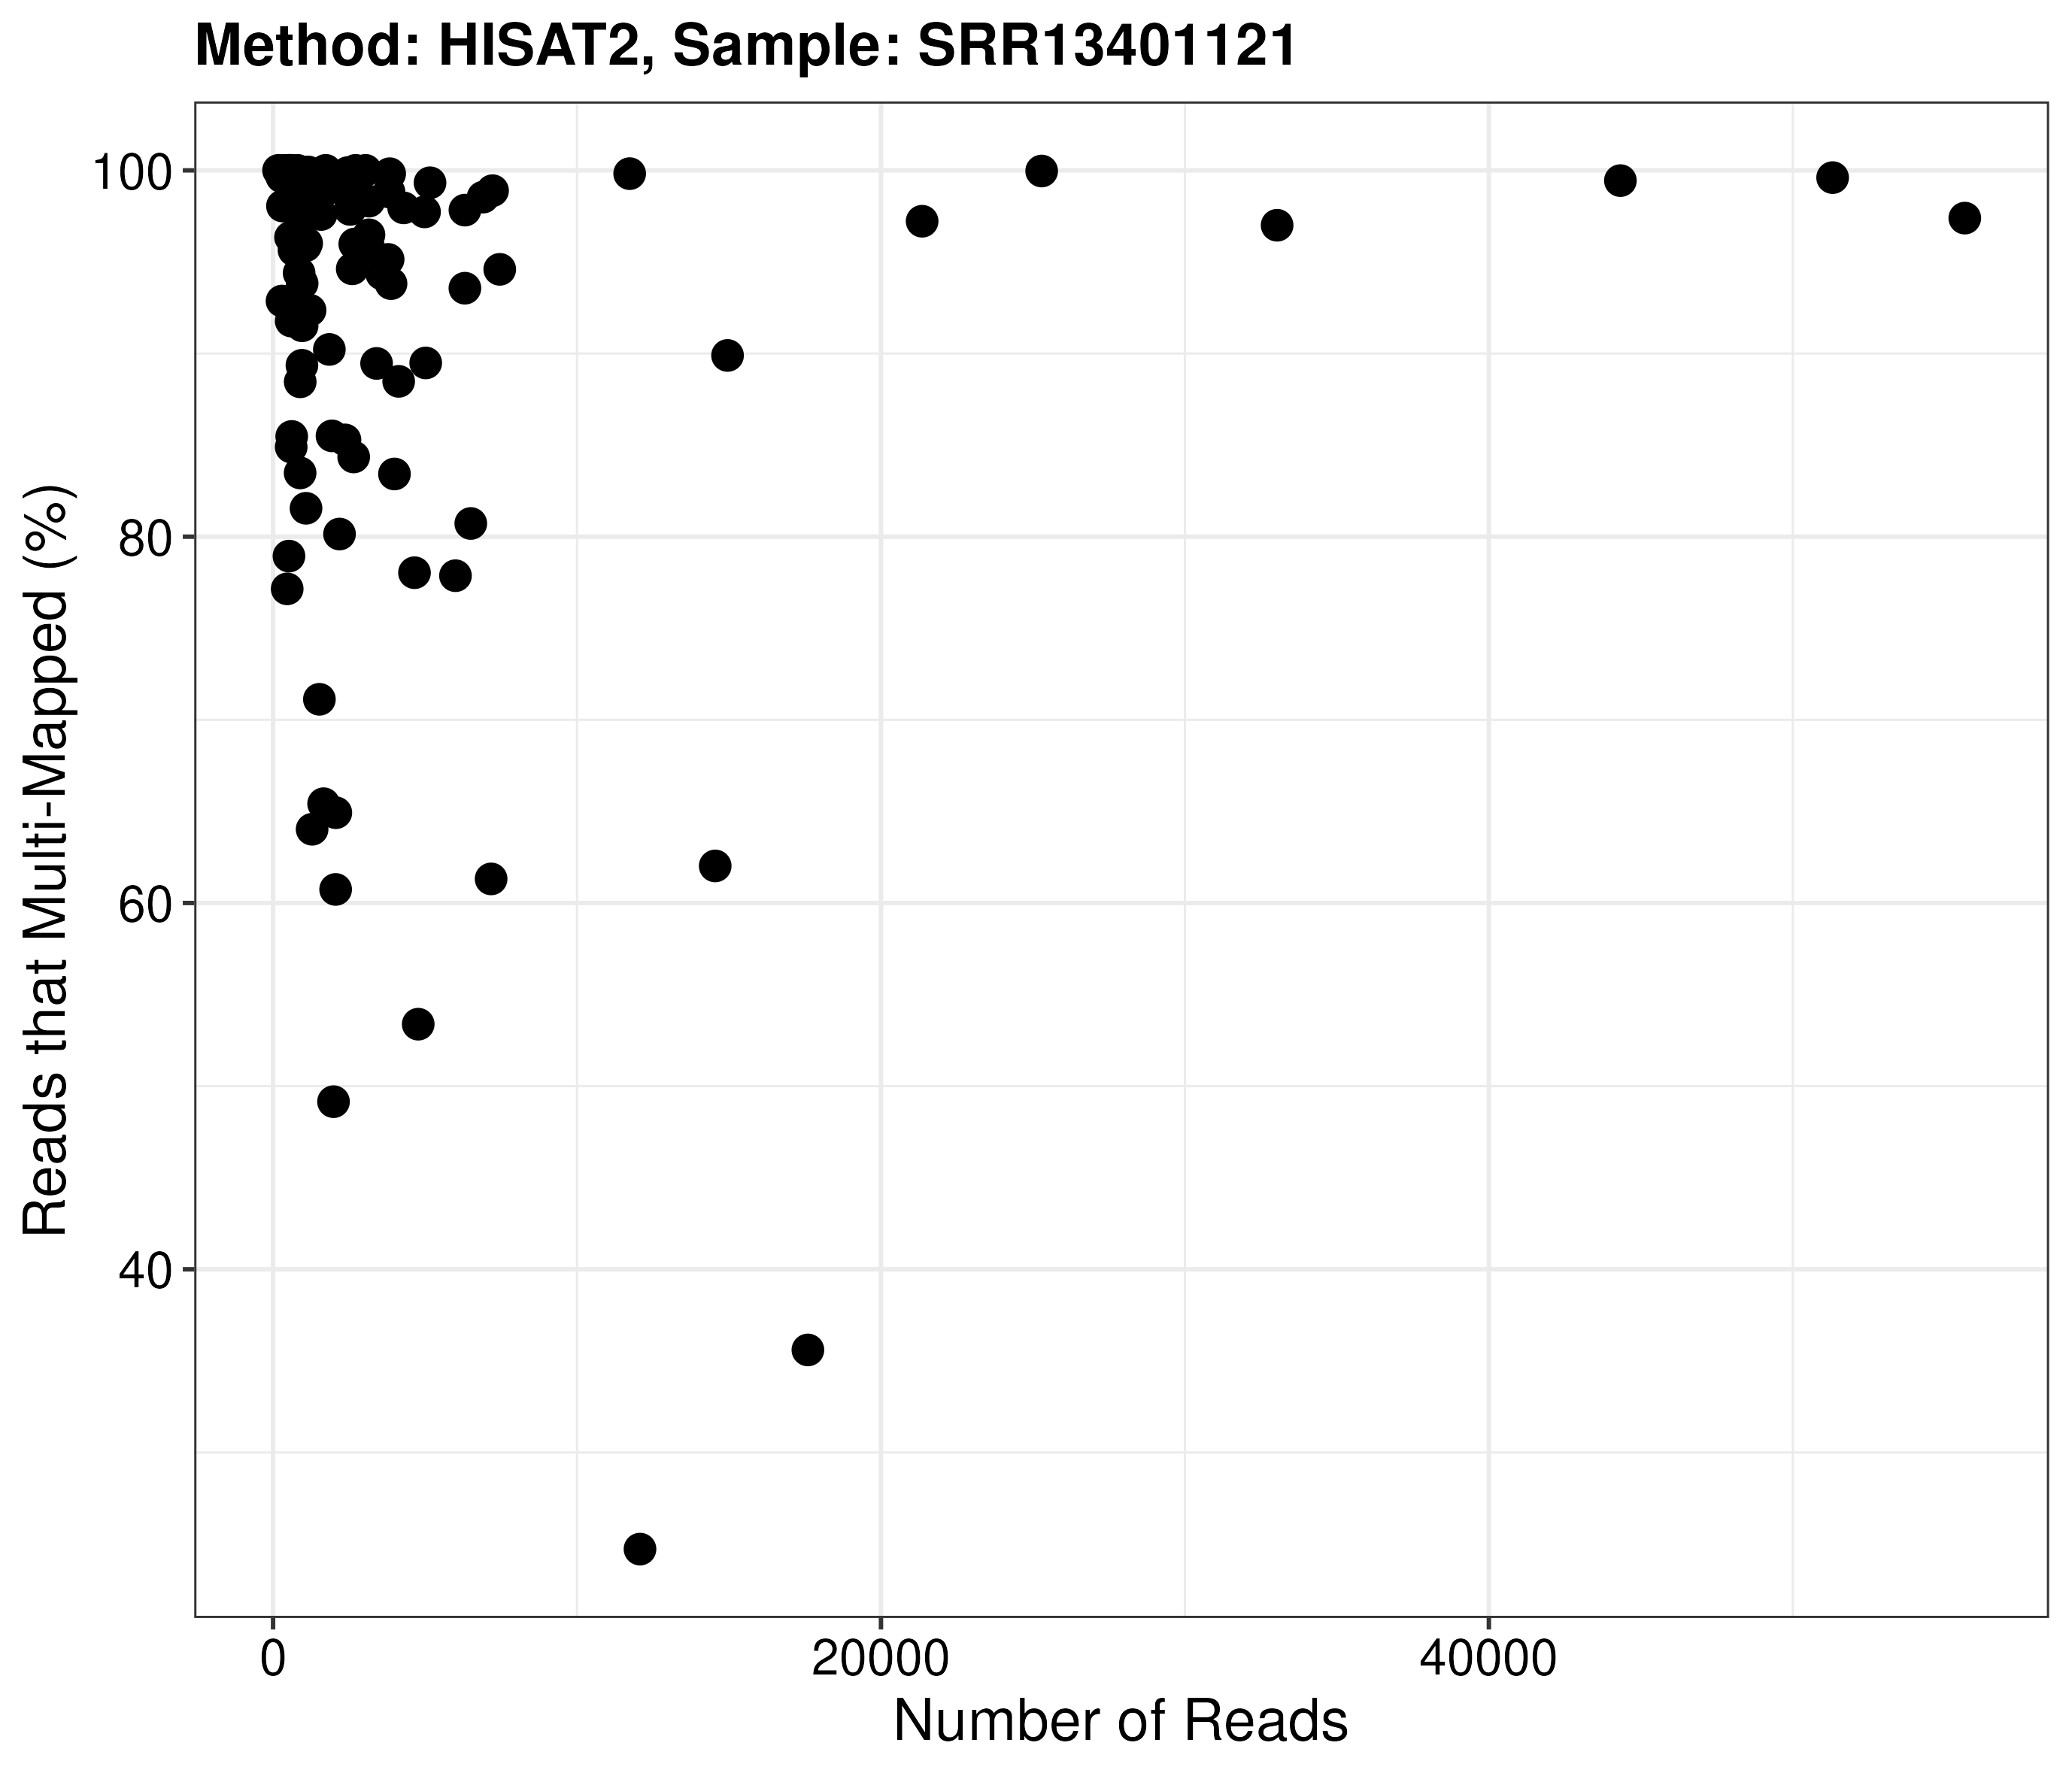 Method: HISAT2, Sample: SRR13401121
Reads that Multi-Mapped (%)
100
80
60
40
0
20000
40000
Number of Reads